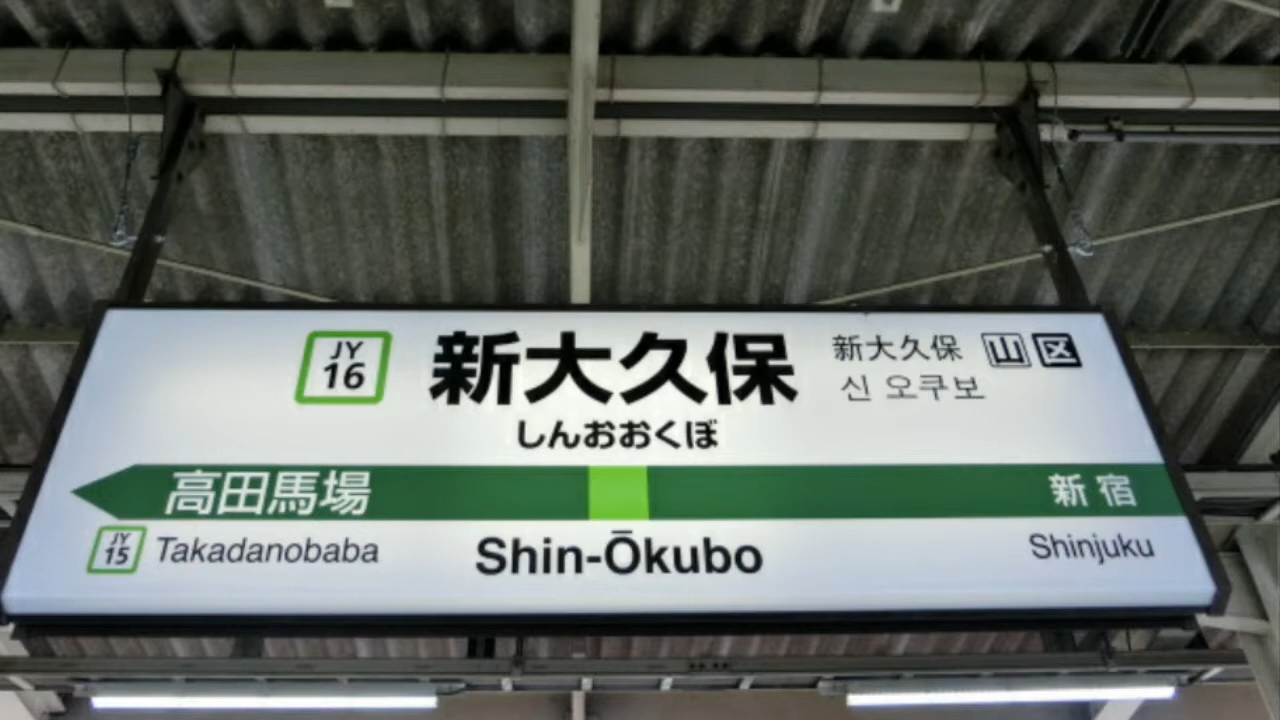 JY
16
新大久保
新大久保 山 区
신 오쿠보
しんおおくぼ
高田馬場
新宿
JY
15
Takadanobaba
Shin-Ōkubo
Shinjuku